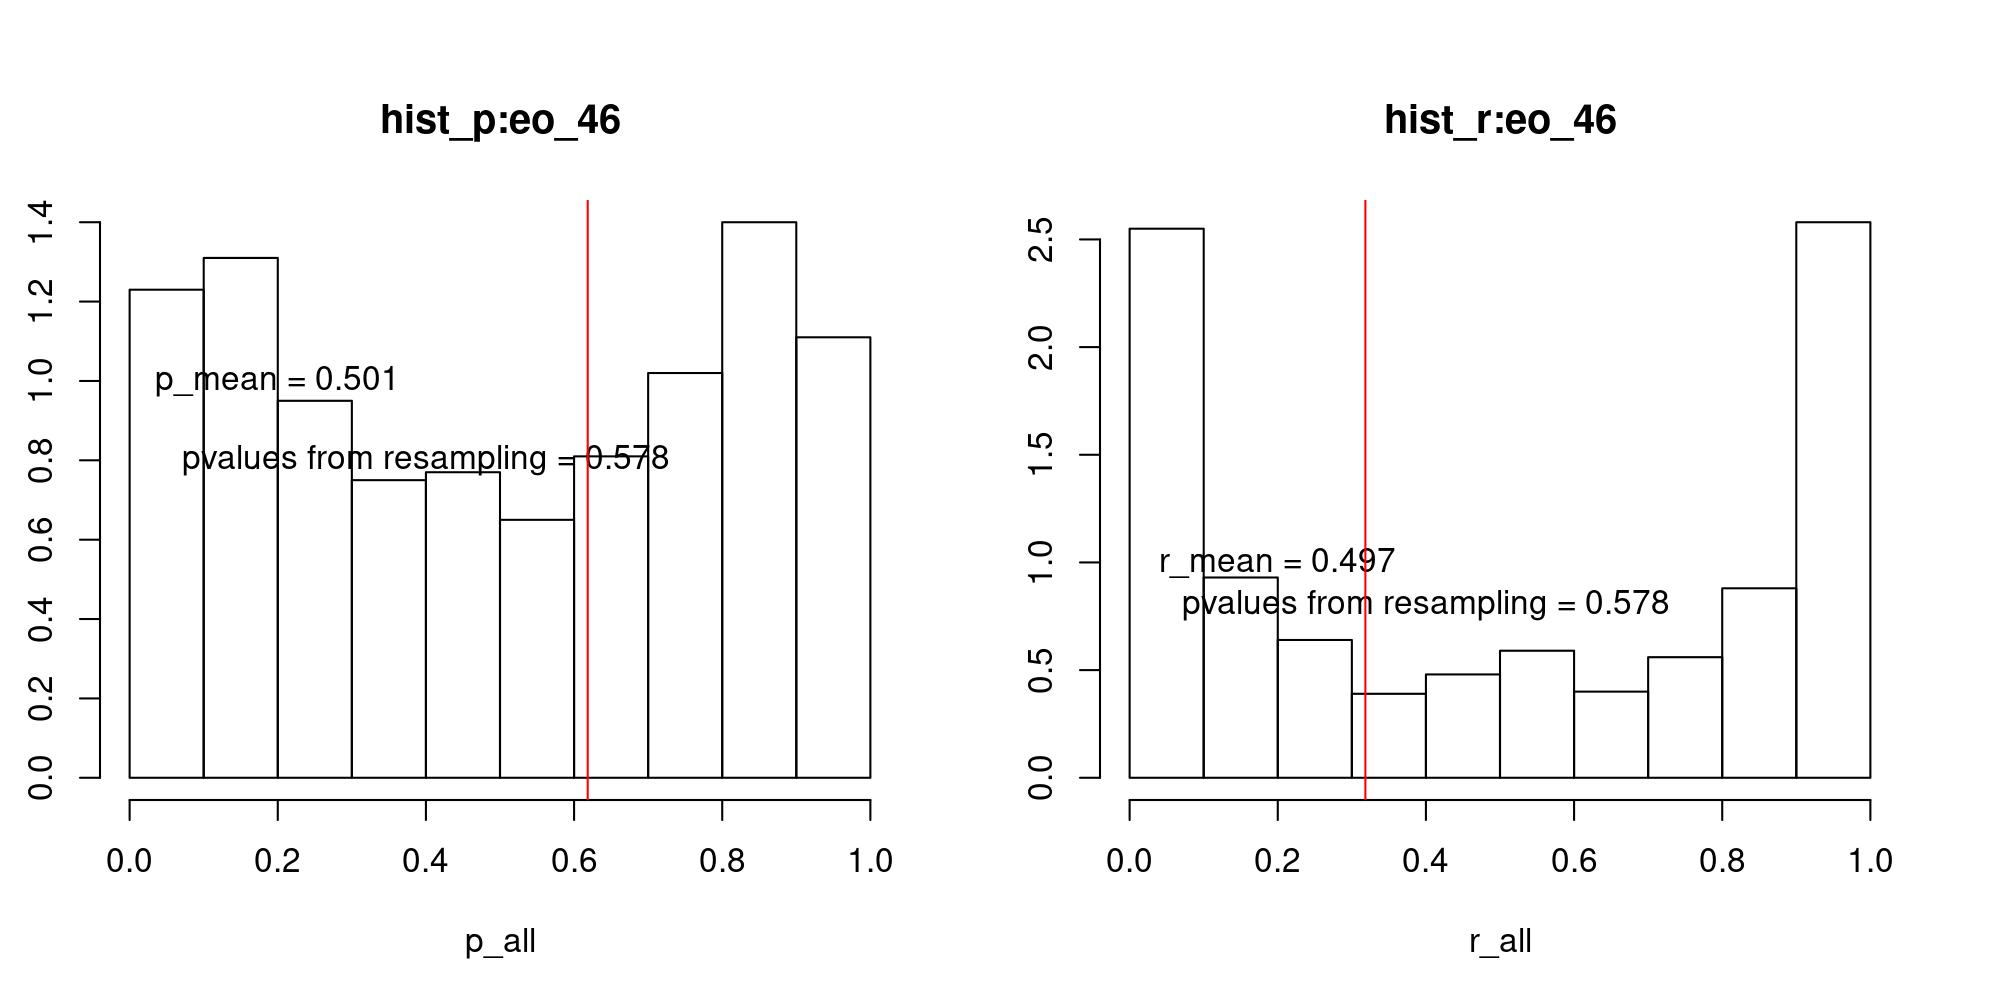 hist_p:eo_46
1.4
1.2
1.0
0.8
0.6
0.4
0.2
0.0
p_mean = 0.501
pvalues from resampling = 0.578
0.0 0.2 0.4 0.6 0.8 1.0
p_all
hist_r:eo_46
2.5
2.0
1.5
1.0
0.5
0.0
r_mean = 0.497
pvalues from resampling = 0.578
0.0 0.2 0.4 0.6 0.8 1.0
r_all